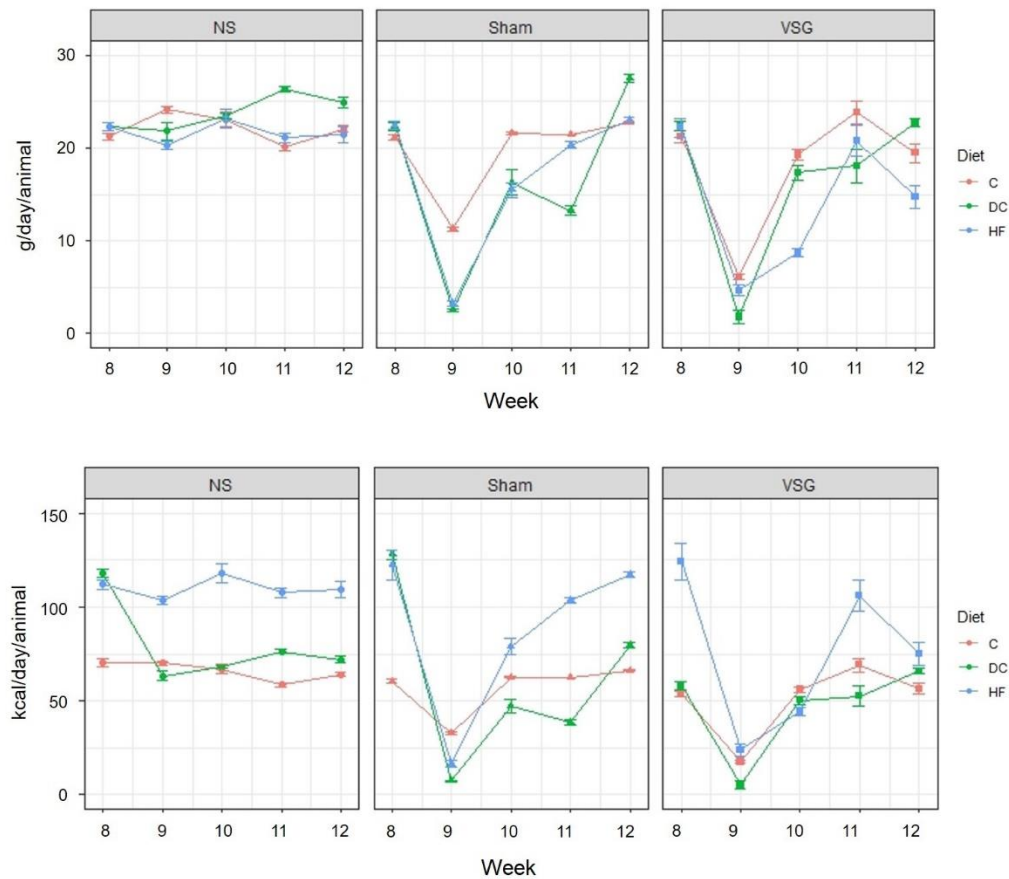 NS Sham VSG
30
20
10
0
g/day/animal
8 9 10 11 12 8 9 10 11 12 8 9 10 11 12
Week
Diet
C
DC
HF
NS Sham VSG
150
100
50
0
kcal/day/animal
8 9 10 11 12 8 9 10 11 12 8 9 10 11 12
Week
Diet
C
DC
HF